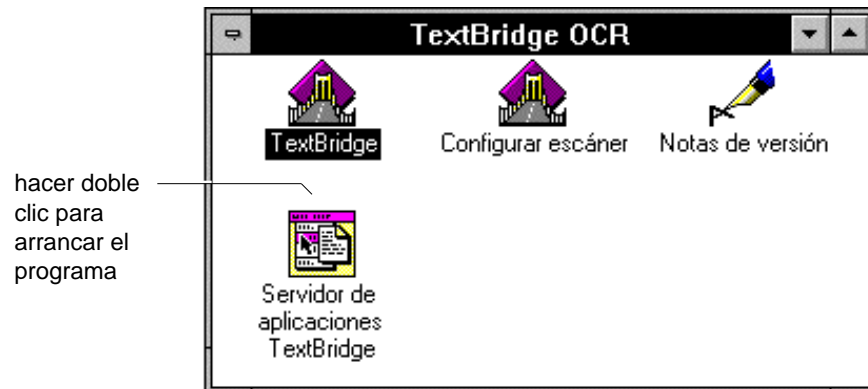 TextBridge OCR
TextBridge
Configurar escáner
Notas de versión
hacer doble
clic para
arrancar el
programa
Servidor de
aplicaciones
TextBridge